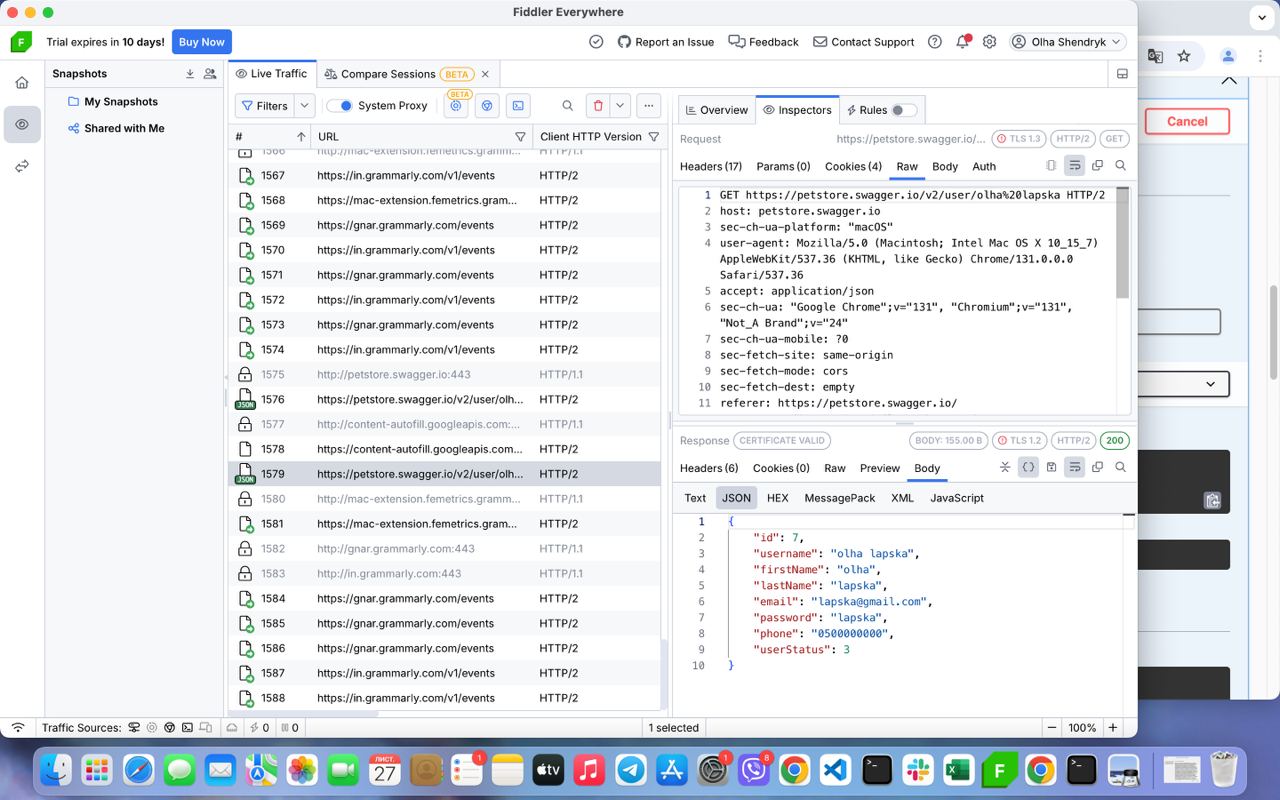 Fiddler Everywhere
Trial expires in 10 days! Buy Now
Report an Issue Feedback Contact Support Olha Shendryk
Snapshots
My Snapshots
Shared with Me
Live Traffic Compare Sessions BETA
Filters System Proxy BETA
# URL Client HTTP Version
1566 http://mac-extension.femetrics.gramm... HTTP/1.1
1567 https://in.grammarly.com/v1/events HTTP/2
1568 https://mac-extension.femetrics.gram... HTTP/2
1569 https://gnar.grammarly.com/events HTTP/2
1570 https://in.grammarly.com/v1/events HTTP/2
1571 https://gnar.grammarly.com/events HTTP/2
1572 https://in.grammarly.com/v1/events HTTP/2
1573 https://gnar.grammarly.com/events HTTP/2
1574 https://in.grammarly.com/v1/events HTTP/2
1575 http://petstore.swagger.io:443 HTTP/1.1
JSON 1576 https://petstore.swagger.io/v2/user/olh... HTTP/2
1577 http://content-autofill.googleapis.com:... HTTP/1.1
1578 https://content-autofill.googleapis.com... HTTP/2
JSON 1579 https://petstore.swagger.io/v2/user/olh... HTTP/2
1580 http://mac-extension.femetrics.gramm... HTTP/1.1
1581 https://mac-extension.femetrics.gram... HTTP/2
1582 http://gnar.grammarly.com:443 HTTP/1.1
1583 http://in.grammarly.com:443 HTTP/1.1
1584 https://gnar.grammarly.com/events HTTP/2
1585 https://gnar.grammarly.com/events HTTP/2
1586 https://gnar.grammarly.com/events HTTP/2
1587 https://in.grammarly.com/v1/events HTTP/2
1588 https://in.grammarly.com/v1/events HTTP/2
Overview Inspectors Rules
Request https://petstore.swagger.io/... TLS 1.3 HTTP/2 GET
Headers (17) Params (0) Cookies (4) Raw Body Auth
1 GET https://petstore.swagger.io/v2/user/olha%20lapska HTTP/2
2 host: petstore.swagger.io
3 sec-ch-ua-platform: "macOS"
4 user-agent: Mozilla/5.0 (Macintosh; Intel Mac OS X 10_15_7)
AppleWebKit/537.36 (KHTML, like Gecko) Chrome/131.0.0.0
Safari/537.36
5 accept: application/json
6 sec-ch-ua: "Google Chrome";v="131", "Chromium";v="131",
"Not_A Brand";v="24"
7 sec-ch-ua-mobile: ?0
8 sec-fetch-site: same-origin
9 sec-fetch-mode: cors
10 sec-fetch-dest: empty
11 referer: https://petstore.swagger.io/
Response CERTIFICATE VALID BODY: 155.00 B TLS 1.2 HTTP/2 200
Headers (6) Cookies (0) Raw Preview Body
Text JSON HEX MessagePack XML JavaScript
1 {
2 "id": 7,
3 "username": "olha lapska",
4 "firstName": "olha",
5 "lastName": "lapska",
6 "email": "lapska@gmail.com",
7 "password": "lapska",
8 "phone": "0500000000",
9 "userStatus": 3
10 }
Cancel
Traffic Sources: 0 0 1 selected 100%
ЛИСТ.
27
1
tv
1
8
F